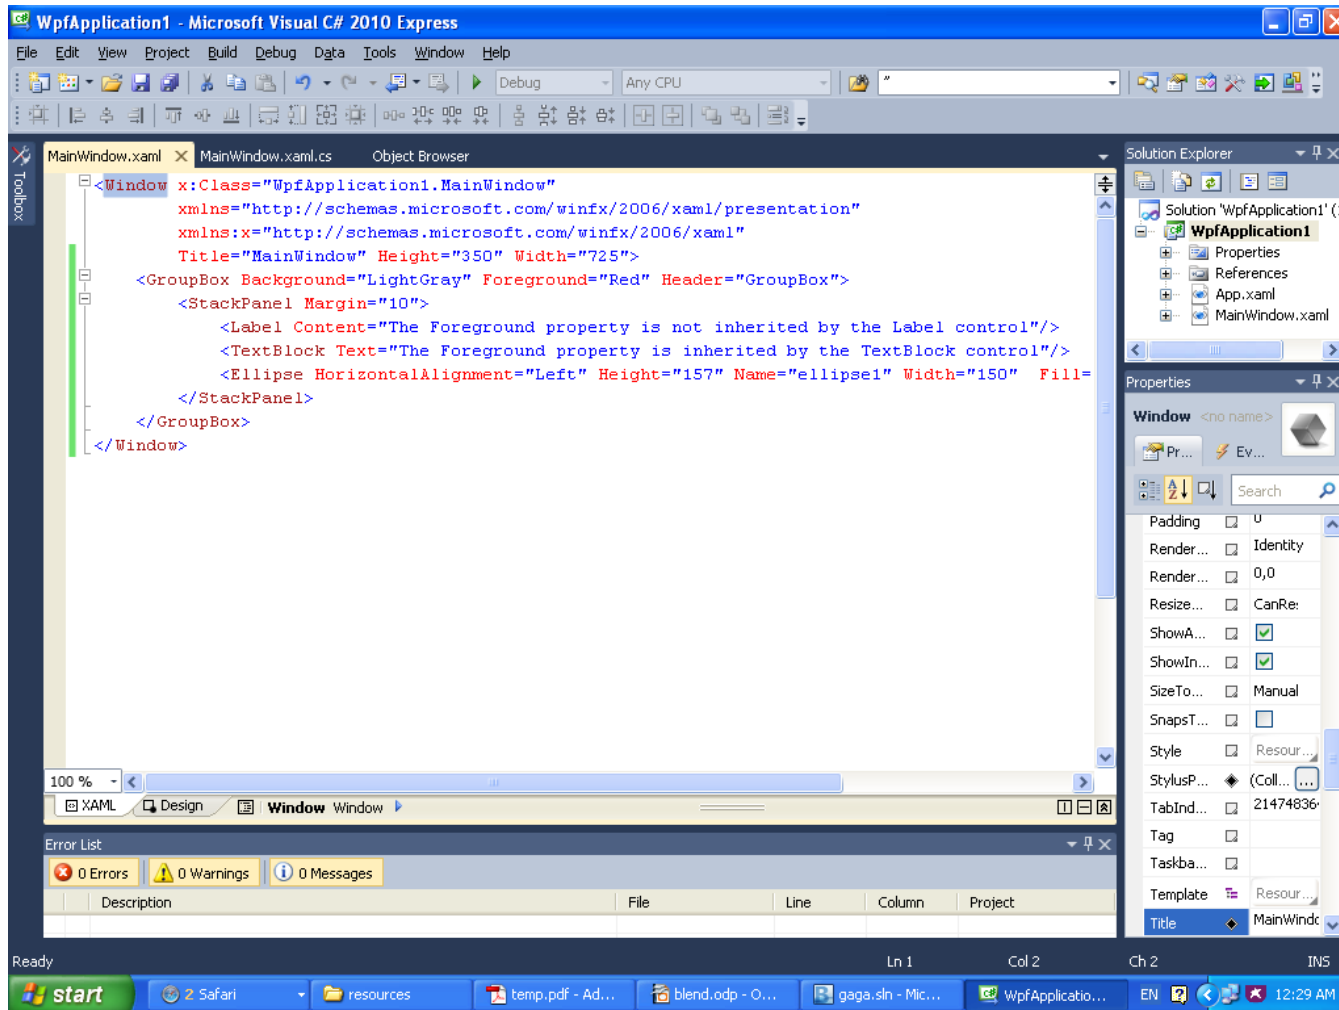 WpfApplication1 - Microsoft Visual C# 2010 Express
File Edit View Project Build Debug Data Tools Window Help
Debug Any CPU "
MainWindow.xaml MainWindow.xaml.cs Object Browser
Toolbox
<Window x:Class="WpfApplication1.MainWindow"
xmlns="http://schemas.microsoft.com/winfx/2006/xaml/presentation"
xmlns:x="http://schemas.microsoft.com/winfx/2006/xaml"
Title="MainWindow" Height="350" Width="725">
<GroupBox Background="LightGray" Foreground="Red" Header="GroupBox">
<StackPanel Margin="10">
<Label Content="The Foreground property is not inherited by the Label control"/>
<TextBlock Text="The Foreground property is inherited by the TextBlock control"/>
<Ellipse HorizontalAlignment="Left" Height="157" Name="ellipse1" Width="150" Fill=
</StackPanel>
</GroupBox>
</Window>
100 %
XAML Design Window Window
Error List
0 Errors 0 Warnings 0 Messages
Description File Line Column Project
Solution Explorer
Solution 'WpfApplication1' (
WpfApplication1
Properties
References
App.xaml
MainWindow.xaml
Properties
Window <no name>
Pr... Ev...
Search
Padding 0
Render... Identity
Render... 0,0
Resize... CanRe
ShowA...
ShowIn...
SizeTo... Manual
SnapsT...
Style Resour...
StylusP... (Coll... ...
TabInd... 21474836
Tag
Taskba...
Template Resour...
Title MainWindo
Ready Ln 1 Col 2 Ch 2 INS
start 2 Safari resources temp.pdf - Ad... blend.odp - O... gaga.sln - Mic... WpfApplicatio... EN 12:29 AM